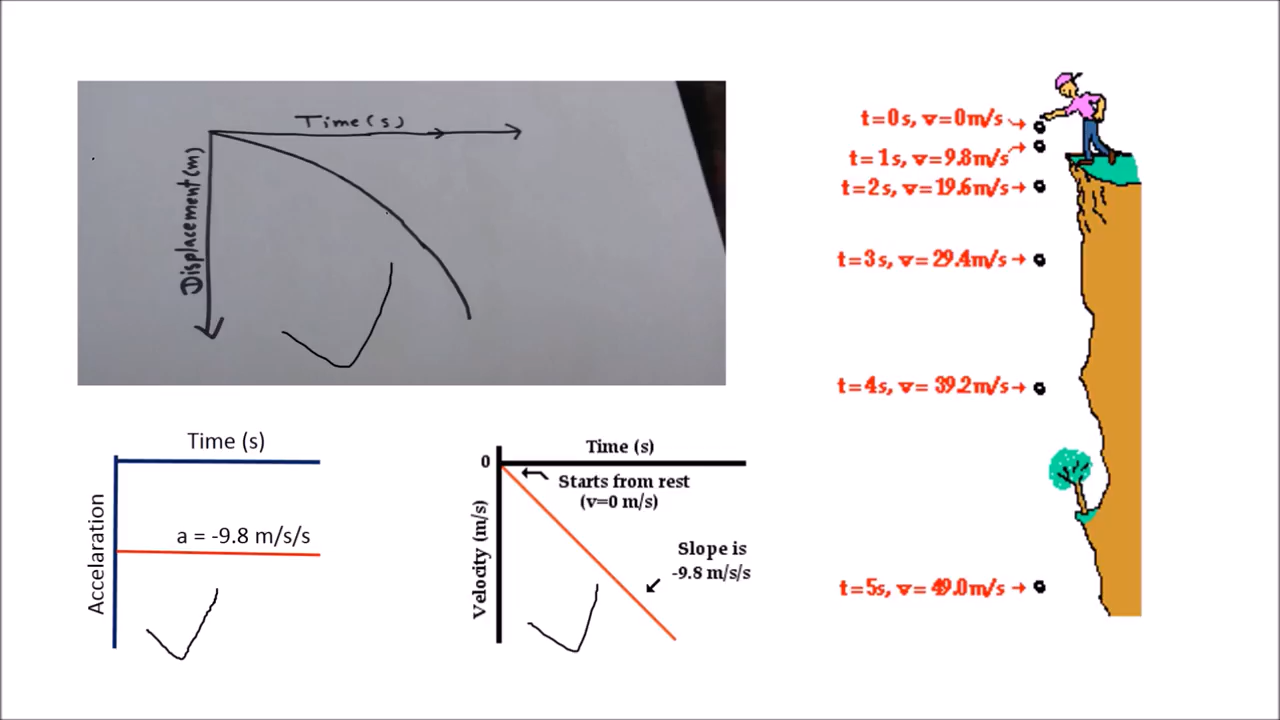 Time(s)
Displacement(m)
t=0s, v=0m/s
t=1s, v=9.8m/s
t=2s, v=19.6m/s
t=3s, v=29.4m/s
t=4s, v=39.2m/s
t=5s, v=49.0m/s
Time (s)
Accelaration
a = -9.8 m/s/s
Time (s)
0
Starts from rest
(v=0 m/s)
Velocity (m/s)
Slope is
-9.8 m/s/s